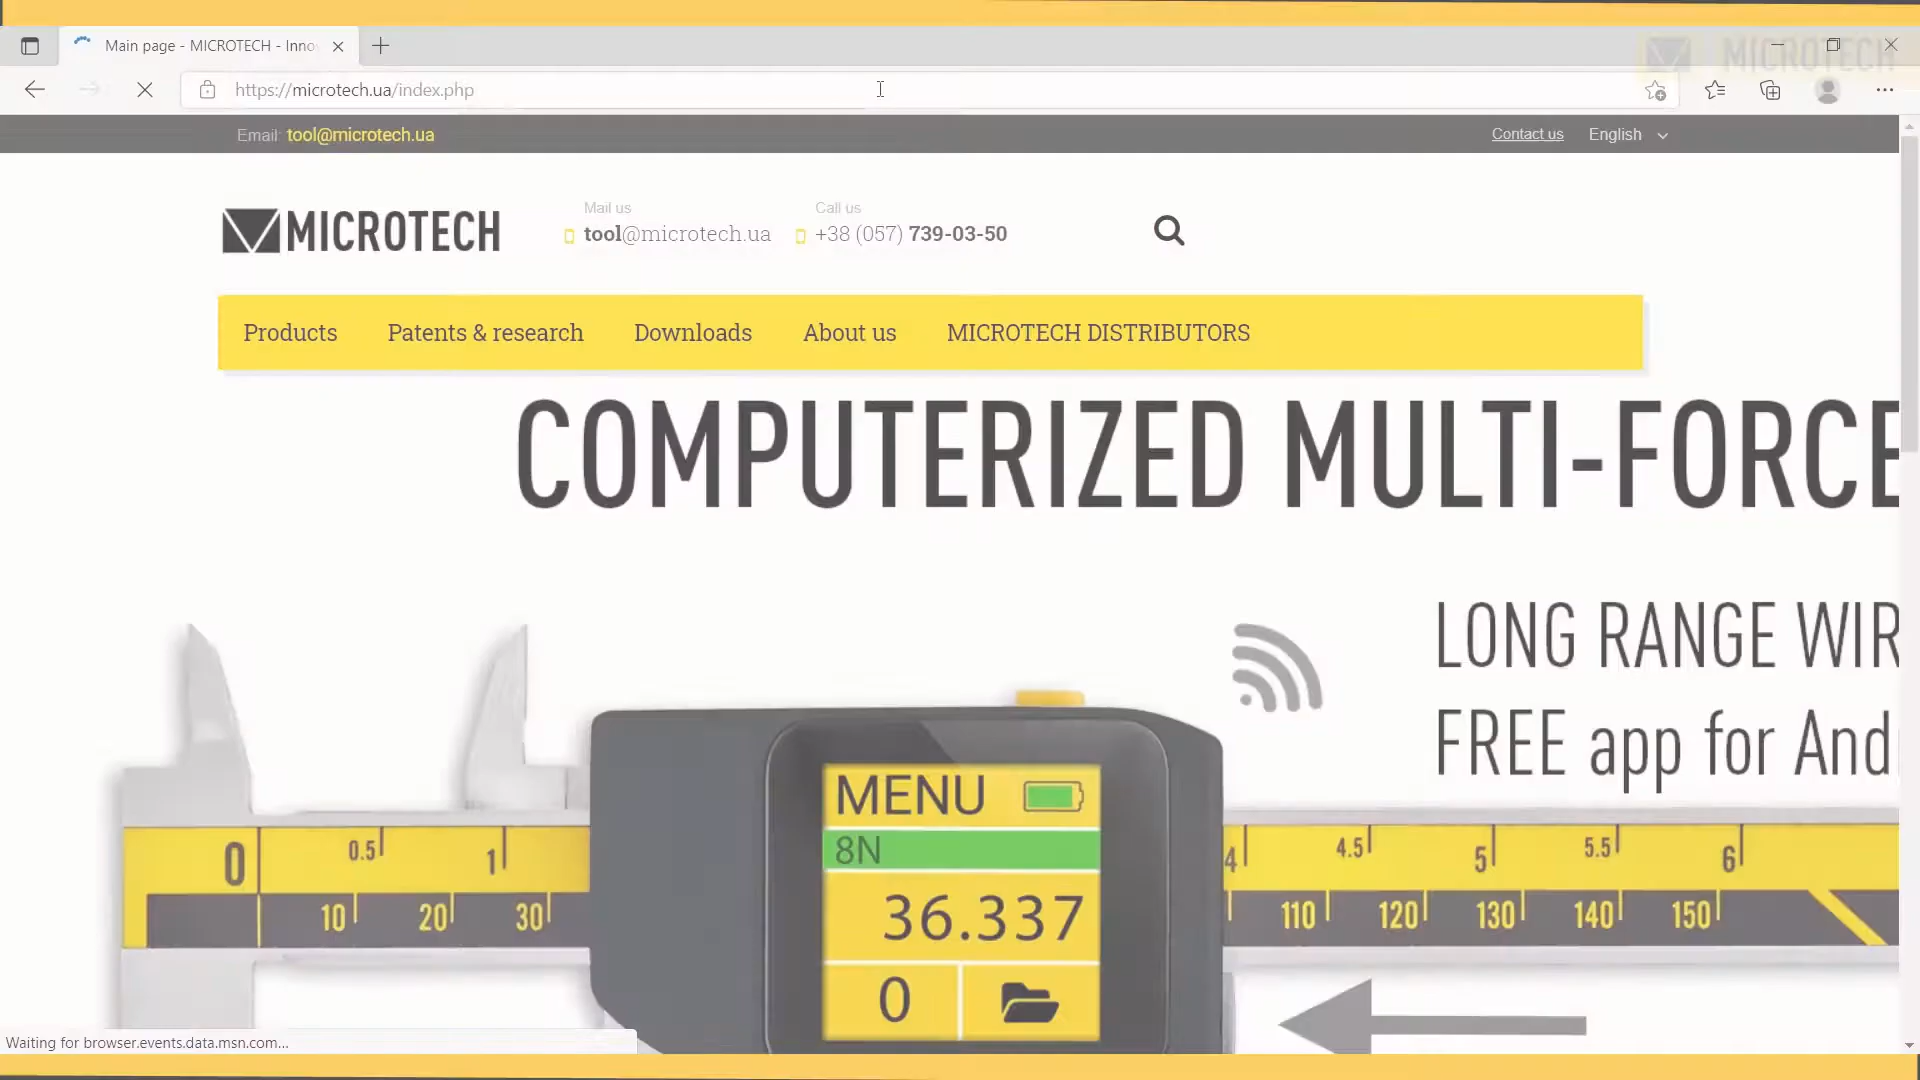 Main page - MICROTECH - Inno
MICROTECH
https://microtech.ua/index.php
Email: tool@microtech.ua
Contact us
English
MICROTECH
Mail us
tool@microtech.ua
Call us
+38 (057) 739-03-50
Products
Patents & research
Downloads
About us
MICROTECH DISTRIBUTORS
COMPUTERIZED MULTI-FORCE
LONG RANGE WIR
FREE app for And
MENU
8N
36.337
0
0 0.5 1
10 20 30
4 4.5 5 5.5 6
110 120 130 140 150
Waiting for browser.events.data.msn.com...